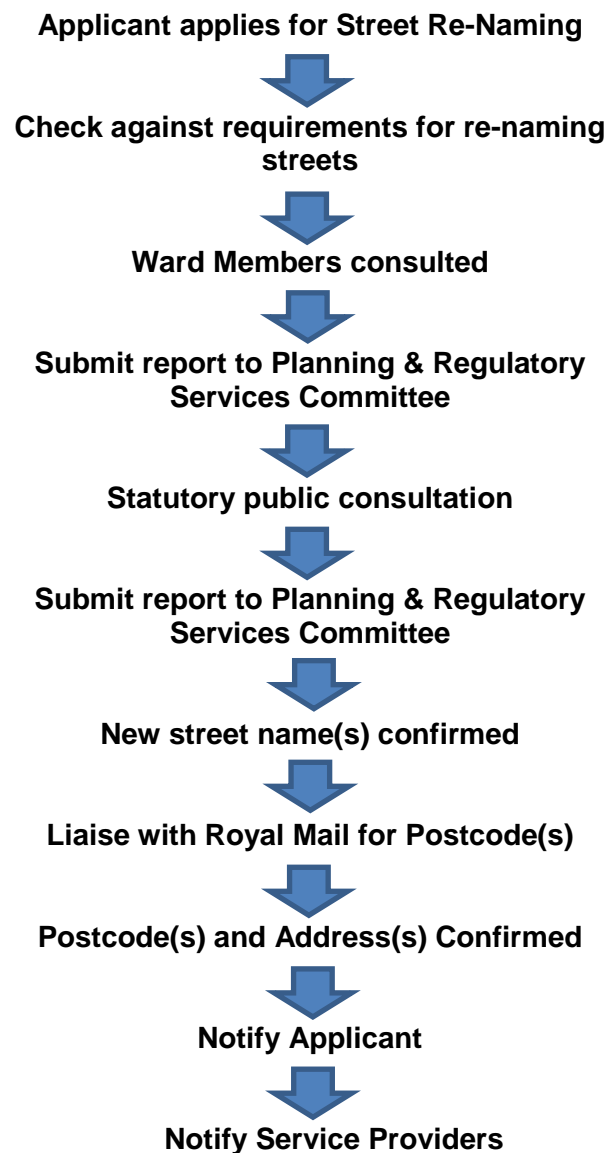 Applicant applies for Street Re-Naming
Check against requirements for re-naming
streets
Ward Members consulted
Submit report to Planning & Regulatory
Services Committee
Statutory public consultation
Submit report to Planning & Regulatory
Services Committee
New street name(s) confirmed
Liaise with Royal Mail for Postcode(s)
Postcode(s) and Address(s) Confirmed
Notify Applicant
Notify Service Providers